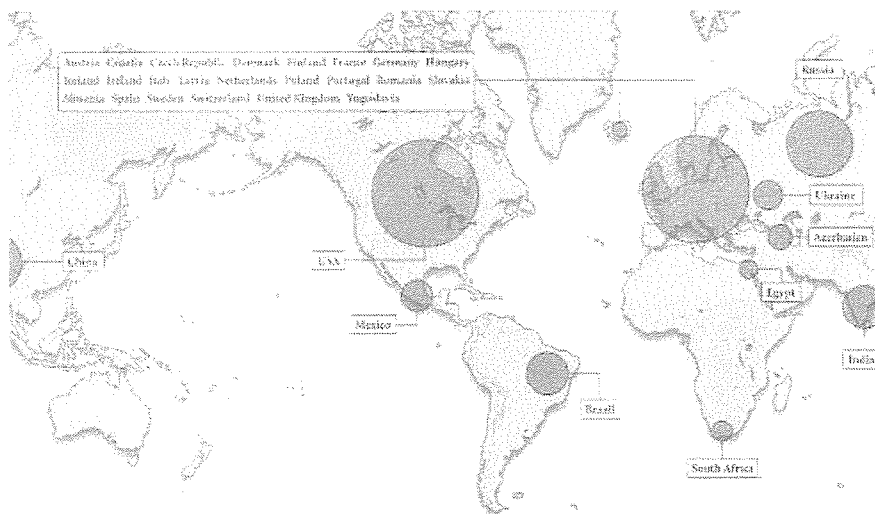 Austria Croatia Czech Republic Denmark Finland France Germany Hungary
Iceland Ireland Italy Latvia Netherlands Poland Portugal Romania Slovakia
Slovenia Spain Sweden Switzerland United Kingdom Yugoslavia
Russia
Ukraine
Azerbaijan
China
USA
Egypt
Mexico
India
Brazil
South Africa